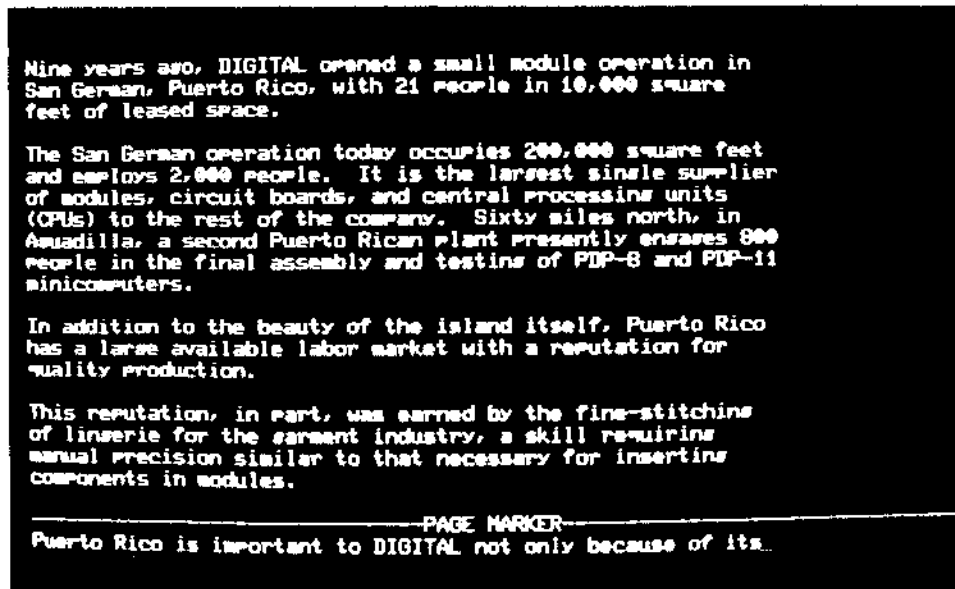 Nine years ago, DIGITAL opened a small module operation in
San German, Puerto Rico, with 21 people in 10,000 square
feet of leased space.
The San German operation today occupies 200,000 square feet
and employs 2,000 people. It is the largest single supplier
of modules, circuit boards, and central processing units
(CPUs) to the rest of the company. Sixty miles north, in
Aquadilla, a second Puerto Rican plant presently engages 800
people in the final assembly and testing of PDP-8 and PDP-11
minicomputers.
In addition to the beauty of the island itself, Puerto Rico
has a large available labor market with a reputation for
quality production.
This reputation, in part, was earned by the fine-stitching
of lingerie for the garment industry, a skill requiring
manual precision similar to that necessary for inserting
components in modules.
PAGE MARKER
Puerto Rico is important to DIGITAL not only because of its_